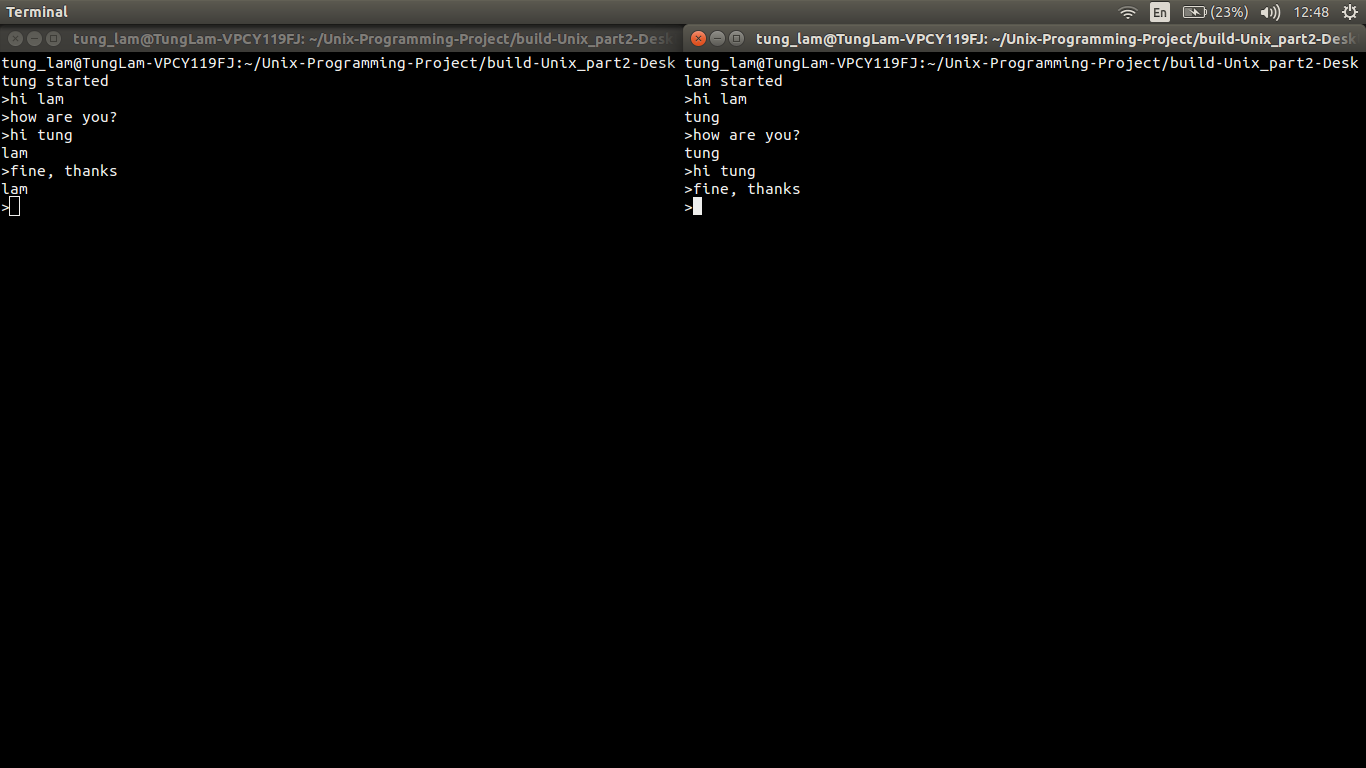 Terminal
En
(23%)
12:48
tung_lam@TungLam-VPCY119FJ: ~/Unix-Programming-Project/build-Unix_part2-Desk
tung_lam@TungLam-VPCY119FJ:~/Unix-Programming-Project/build-Unix_part2-Desk
tung started
>hi lam
>how are you?
>hi tung
lam
>fine, thanks
lam
>
tung_lam@TungLam-VPCY119FJ: ~/Unix-Programming-Project/build-Unix_part2-Desk
tung_lam@TungLam-VPCY119FJ:~/Unix-Programming-Project/build-Unix_part2-Desk
lam started
>hi lam
tung
>how are you?
tung
>hi tung
>fine, thanks
>